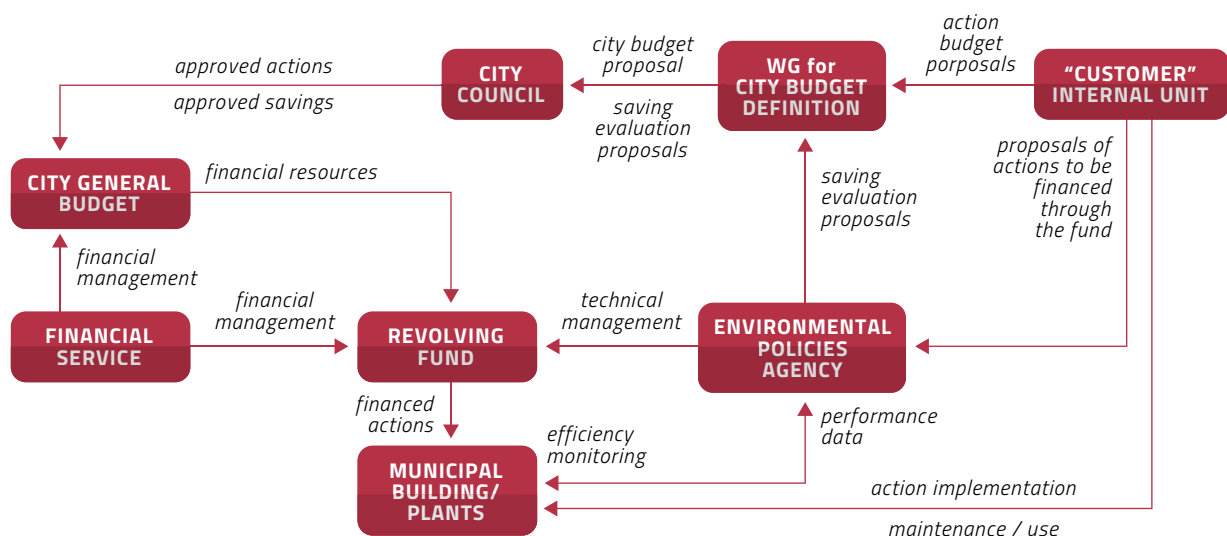 approved actions
approved savings
CITY
COUNCIL
city budget
proposal
saving
evaluation
proposals
WG for
CITY BUDGET
DEFINITION
action
budget
porposals
“CUSTOMER”
INTERNAL UNIT
CITY GENERAL
BUDGET
financial resources
saving
evaluation
proposals
proposals of
actions to be
financed
through
the fund
financial
management
FINANCIAL
SERVICE
financial
management
REVOLVING
FUND
technical
management
ENVIRONMENTAL
POLICIES
AGENCY
financed
actions
efficiency
monitoring
performance
data
MUNICIPAL
BUILDING/
PLANTS
action implementation
maintenance / use